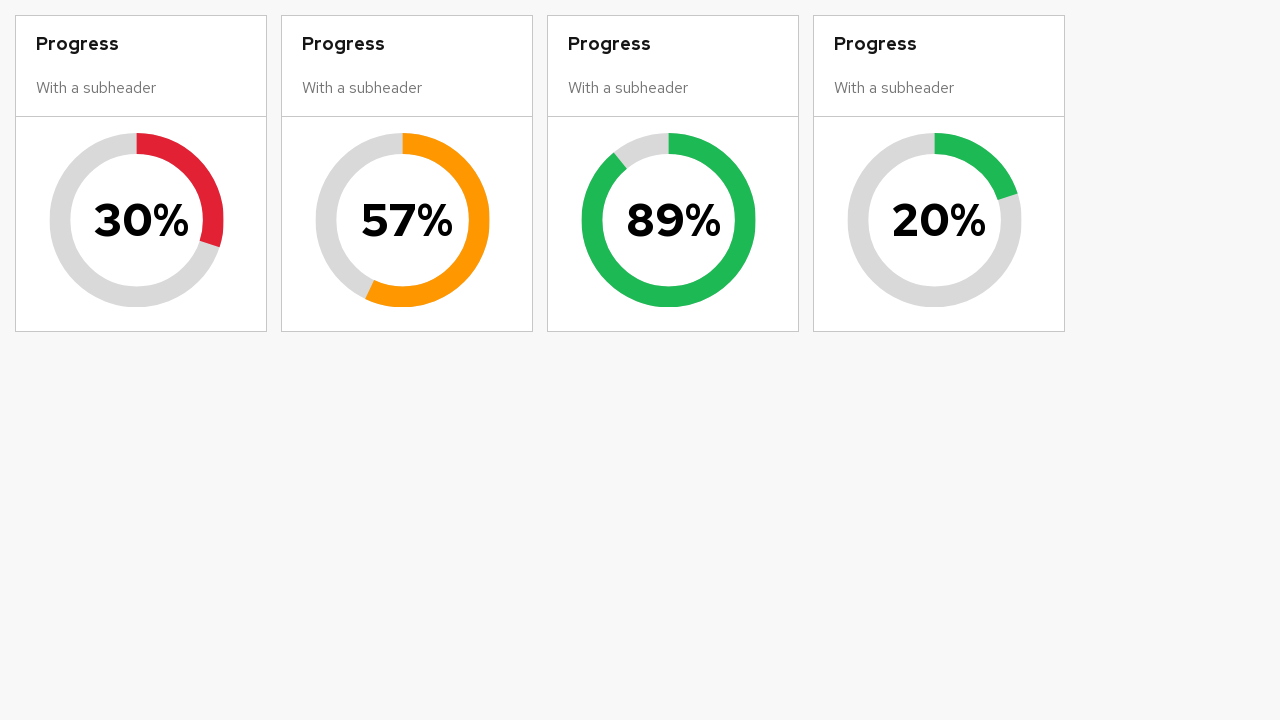 Progress
With a subheader
30%
Progress
With a subheader
57%
Progress
With a subheader
89%
Progress
With a subheader
20%